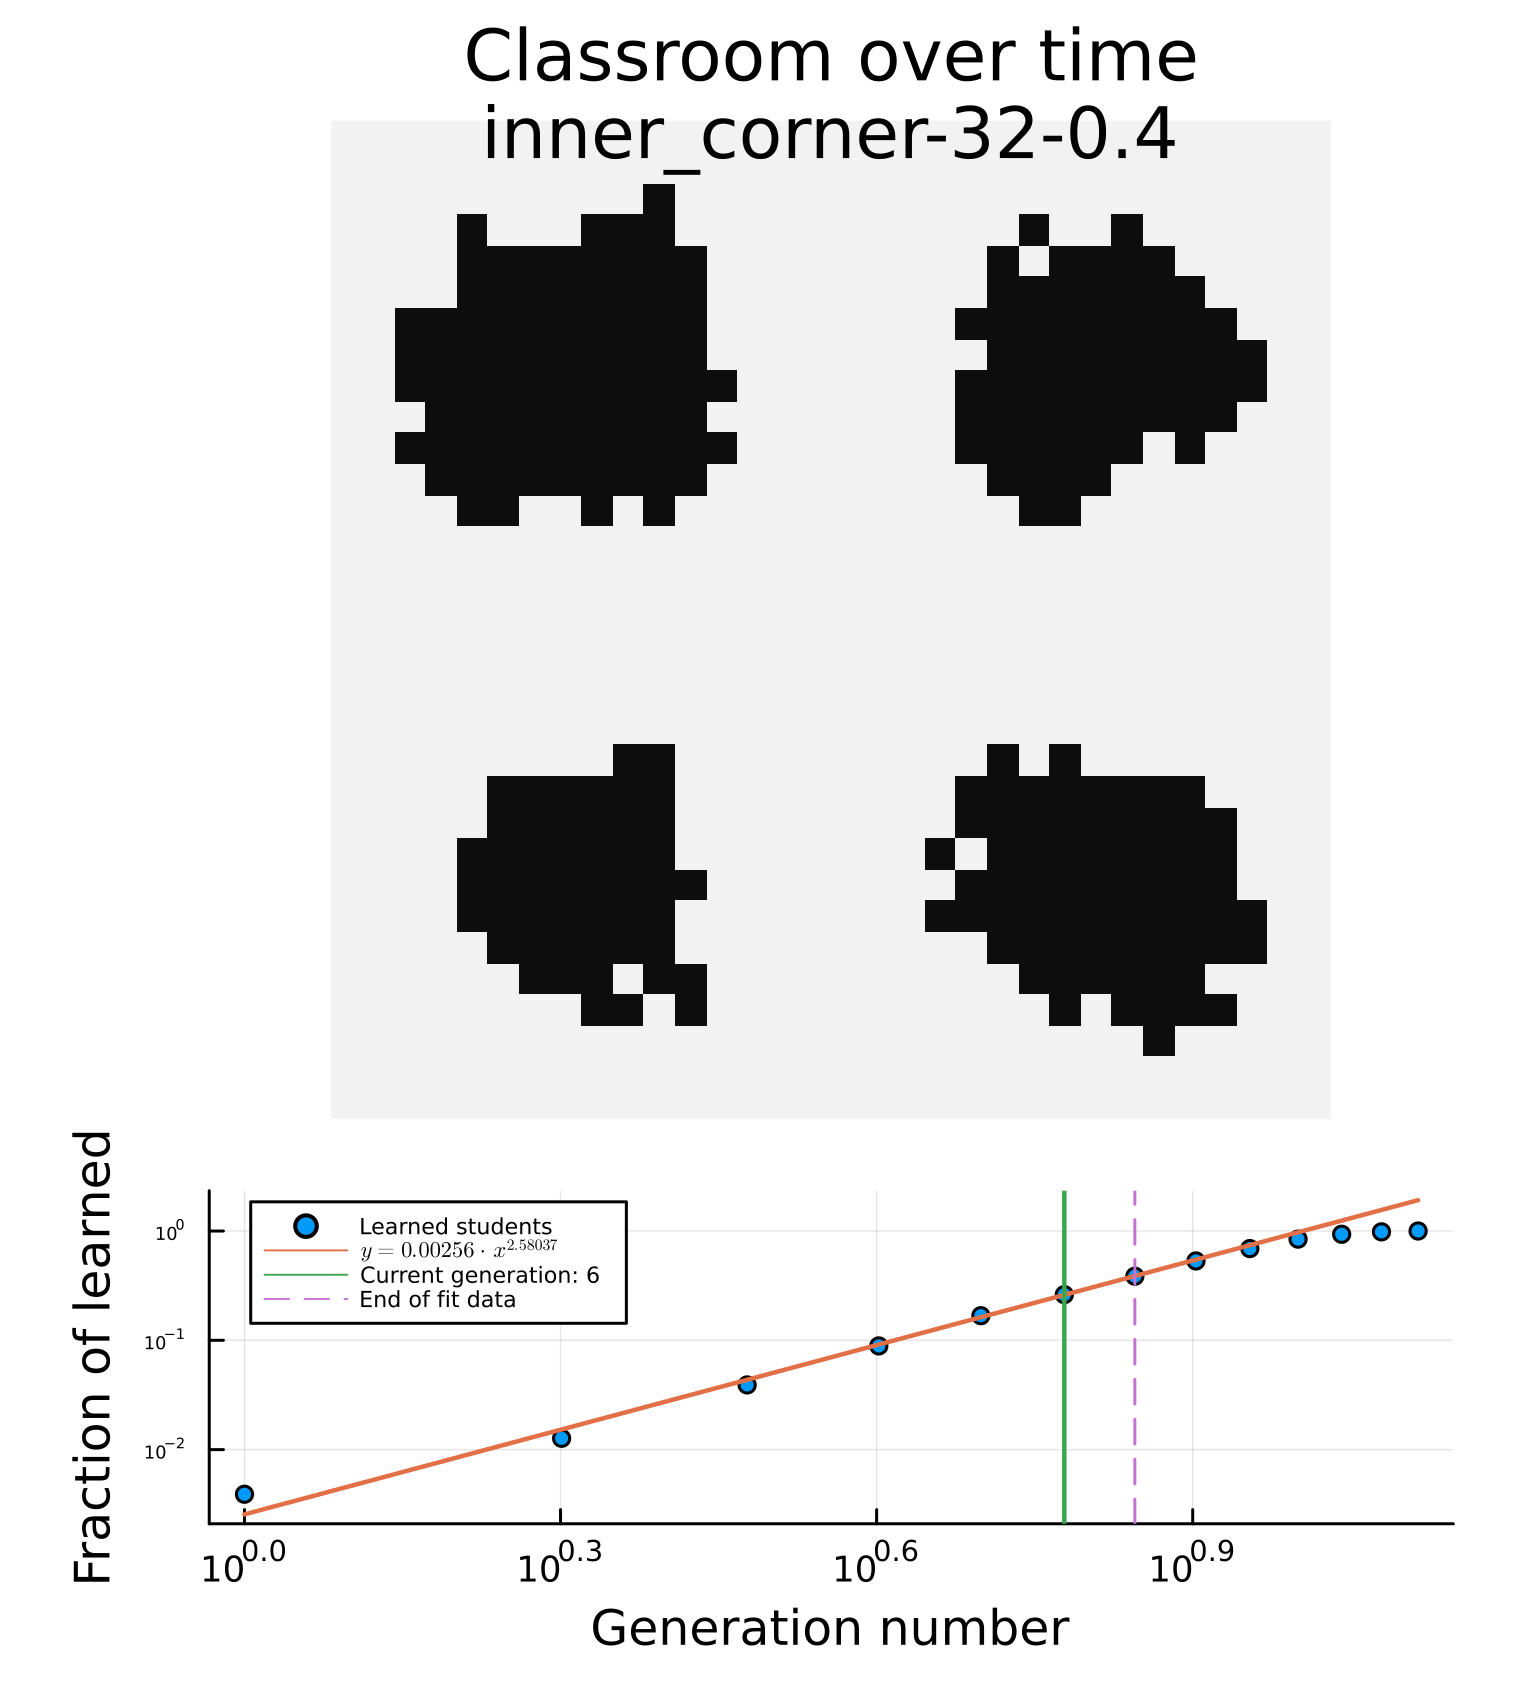 Classroom over time
inner_corner-32-0.4
Fraction of learned
10^0
10^−1
10^−2
Learned students
y = 0.00256 · x^2.58037
Current generation: 6
End of fit data
10^0.0 10^0.3 10^0.6 10^0.9
Generation number